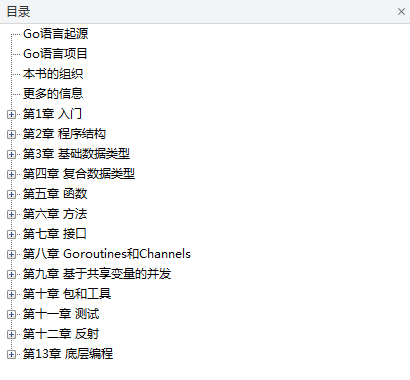 目录
Go语言起源
Go语言项目
本书的组织
更多的信息
第1章 入门
第2章 程序结构
第3章 基础数据类型
第四章 复合数据类型
第五章 函数
第六章 方法
第七章 接口
第八章 Goroutines和Channels
第九章 基于共享变量的并发
第十章 包和工具
第十一章 测试
第十二章 反射
第13章 底层编程